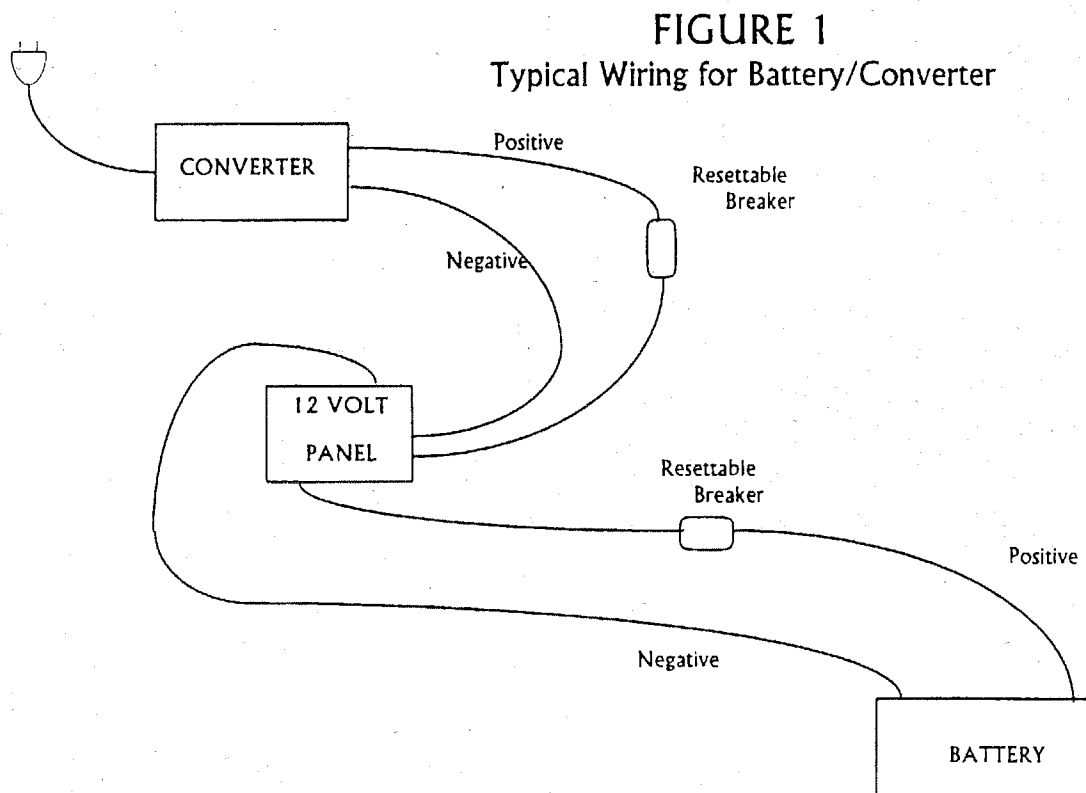 FIGURE 1
Typical Wiring for Battery/Converter
Positive
CONVERTER
Resettable
Breaker
Negative
12 VOLT
PANEL
Resettable
Breaker
Positive
Negative
BATTERY